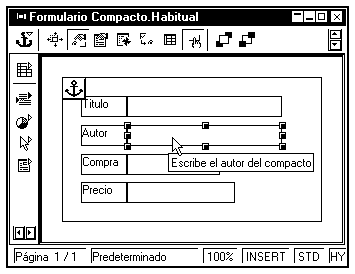 Formulario Compacto.Habitual
Título
Autor
Compra
Escribe el autor del compacto
Precio
Página 1 / 1 Predeterminado 100% INSERT STD HY